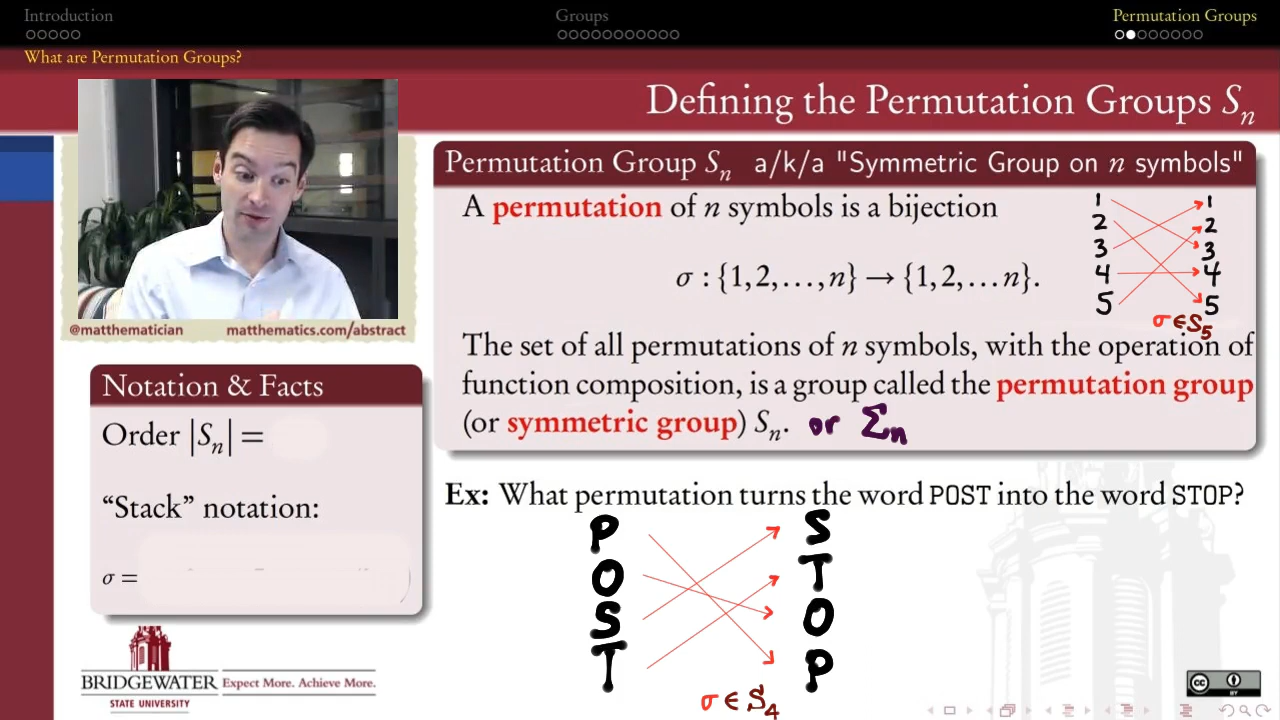 Introduction
Groups
Permutation Groups
What are Permutation Groups?
Defining the Permutation Groups Sₙ
@matthematician matthematics.com/abstract
Permutation Group Sₙ a/k/a "Symmetric Group on n symbols"
A permutation of n symbols is a bijection
σ : {1,2,...,n} → {1,2,...n}.
1 1
2 2
3 3
4 4
5 5
σ ∈ S₅
The set of all permutations of n symbols, with the operation of
function composition, is a group called the permutation group
(or symmetric group) Sₙ. or Σₙ
Notation & Facts
Order |Sₙ| =
“Stack” notation:
σ = )
Ex: What permutation turns the word POST into the word STOP?
P S
O T
S O
T P
σ ∈ S₄
BRIDGEWATER
STATE UNIVERSITY
Expect More. Achieve More.
cc
BY